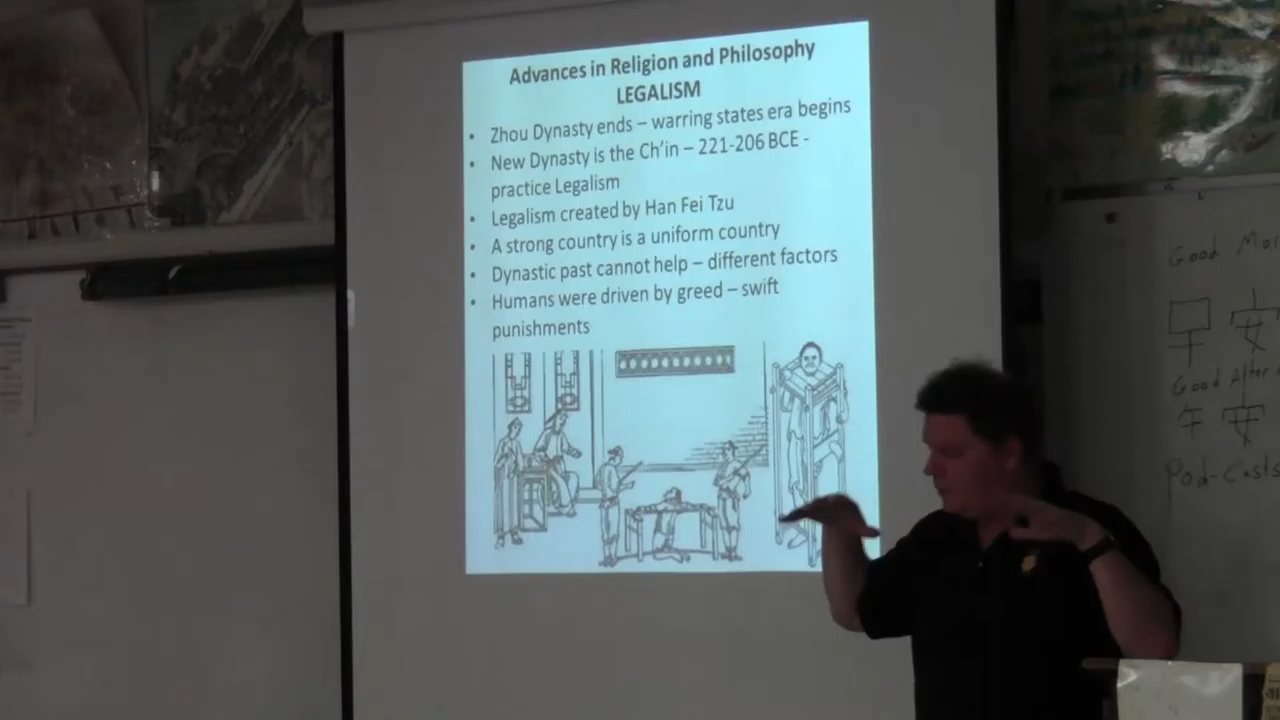 Advances in Religion and Philosophy
LEGALISM
• Zhou Dynasty ends – warring states era begins
• New Dynasty is the Ch'in – 221-206 BCE -
practice Legalism
• Legalism created by Han Fei Tzu
• A strong country is a uniform country
• Dynastic past cannot help – different factors
• Humans were driven by greed – swift
punishments
Good Mor
Good After
Pod-Casts